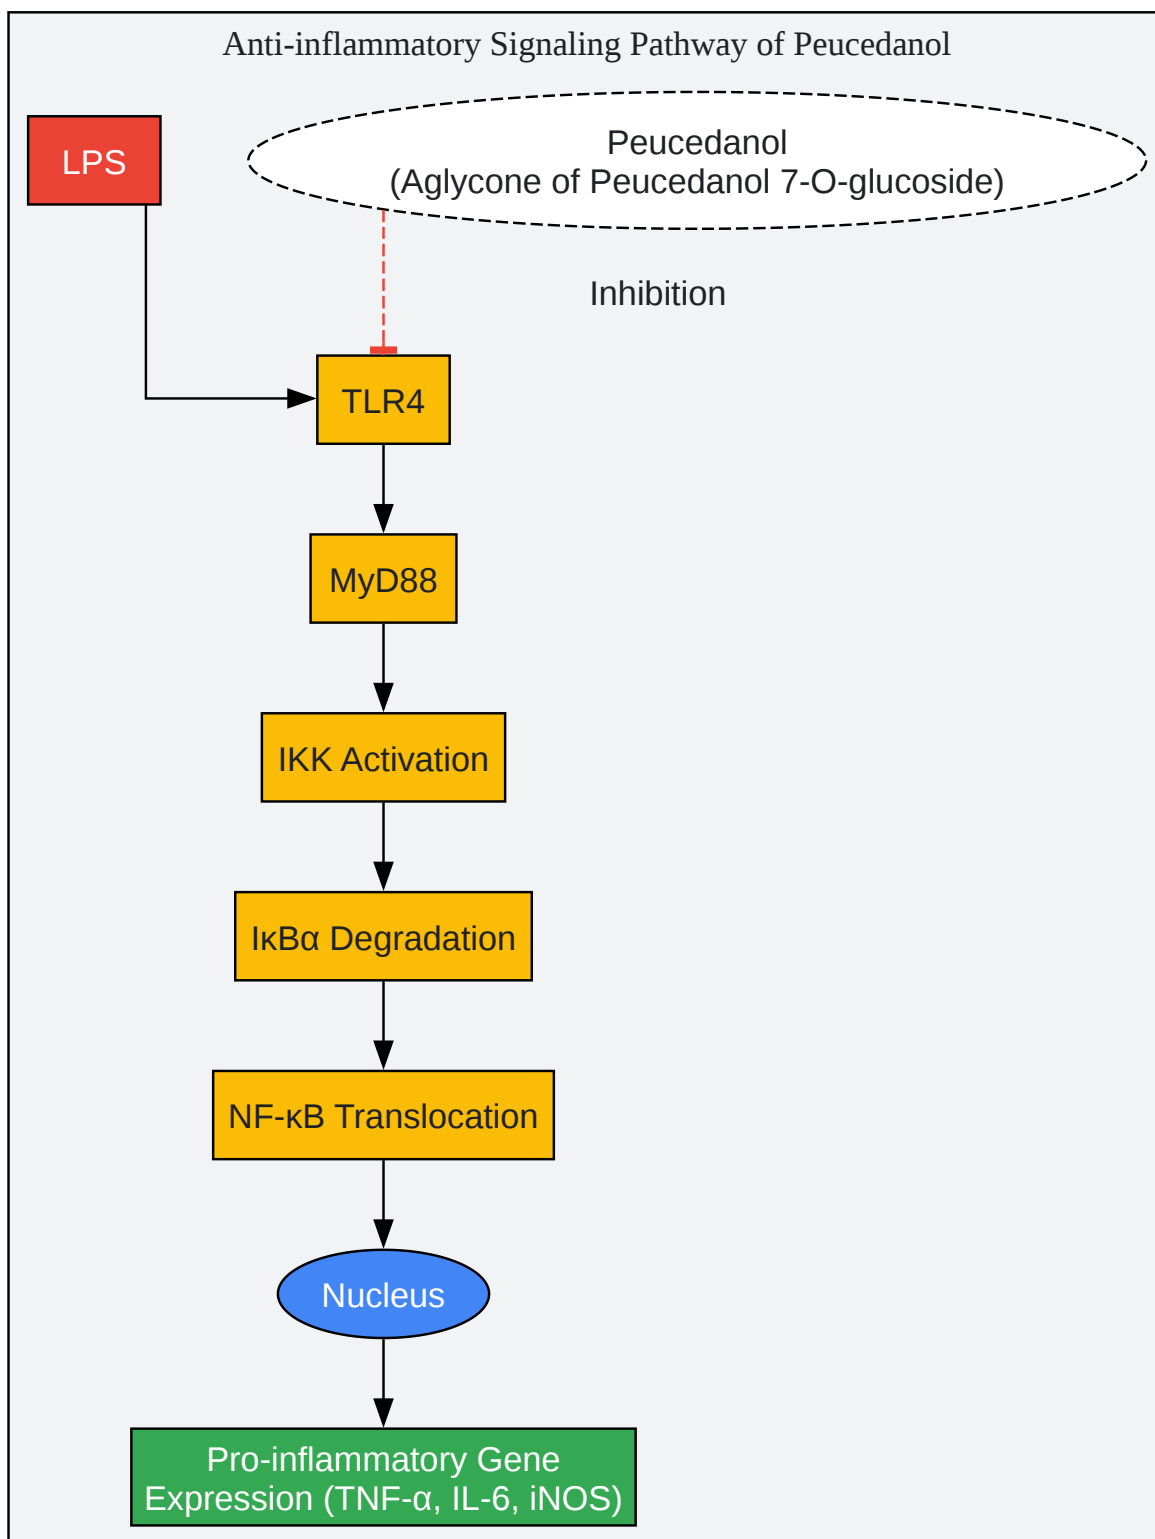 Anti-inflammatory Signaling Pathway of Peucedanol
LPS
Peucedanol
(Aglycone of Peucedanol 7-O-glucoside)
Inhibition
TLR4
MyD88
IKK Activation
IκBα Degradation
NF-κB Translocation
Nucleus
Pro-inflammatory Gene
Expression (TNF-α, IL-6, iNOS)